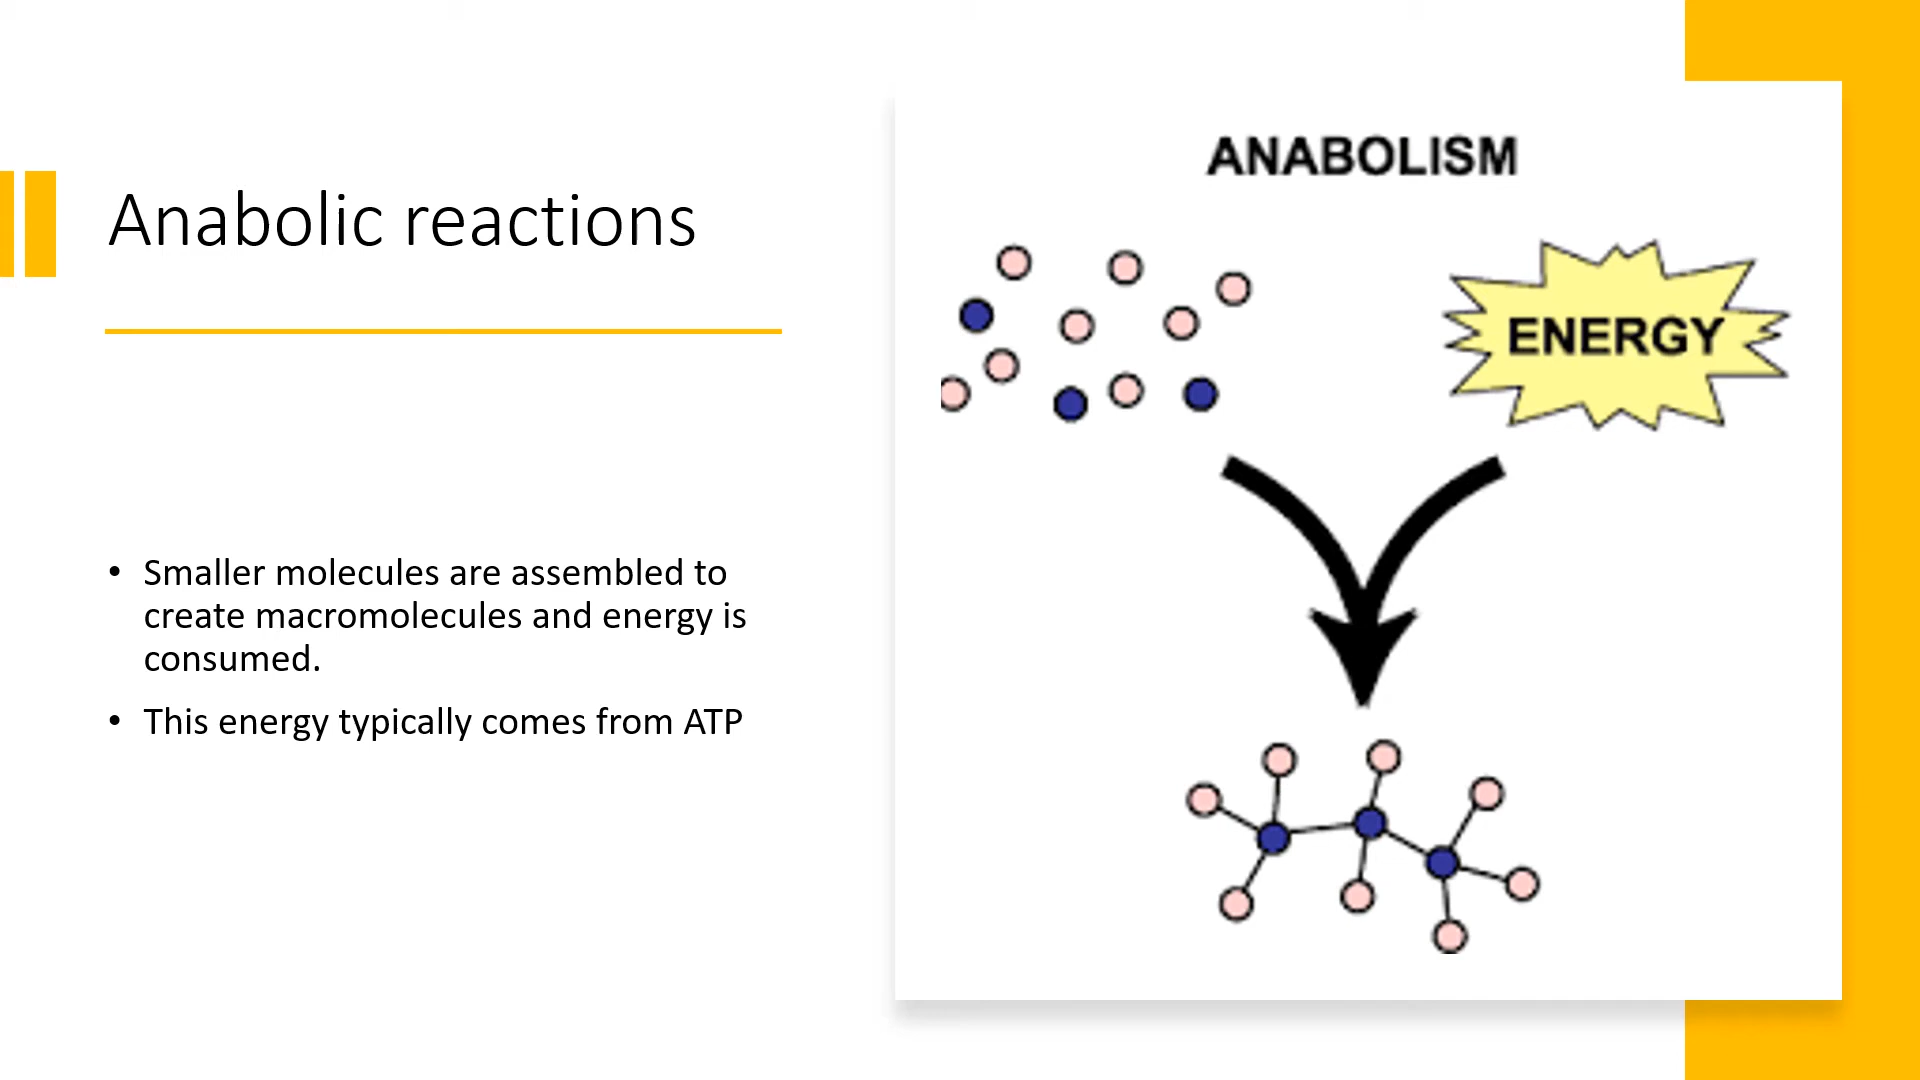 Anabolic reactions
• Smaller molecules are assembled to
create macromolecules and energy is
consumed.
• This energy typically comes from ATP
ANABOLISM
ENERGY